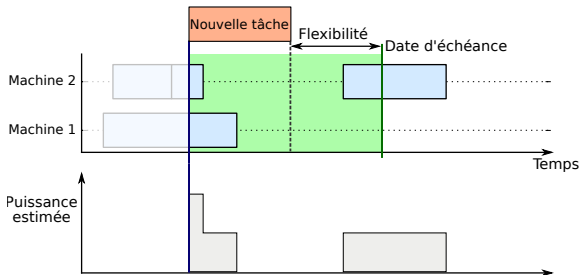 Nouvelle tâche
Flexibilité
Date d'échéance
Machine 2
Machine 1
Temps
Puissance
estimée